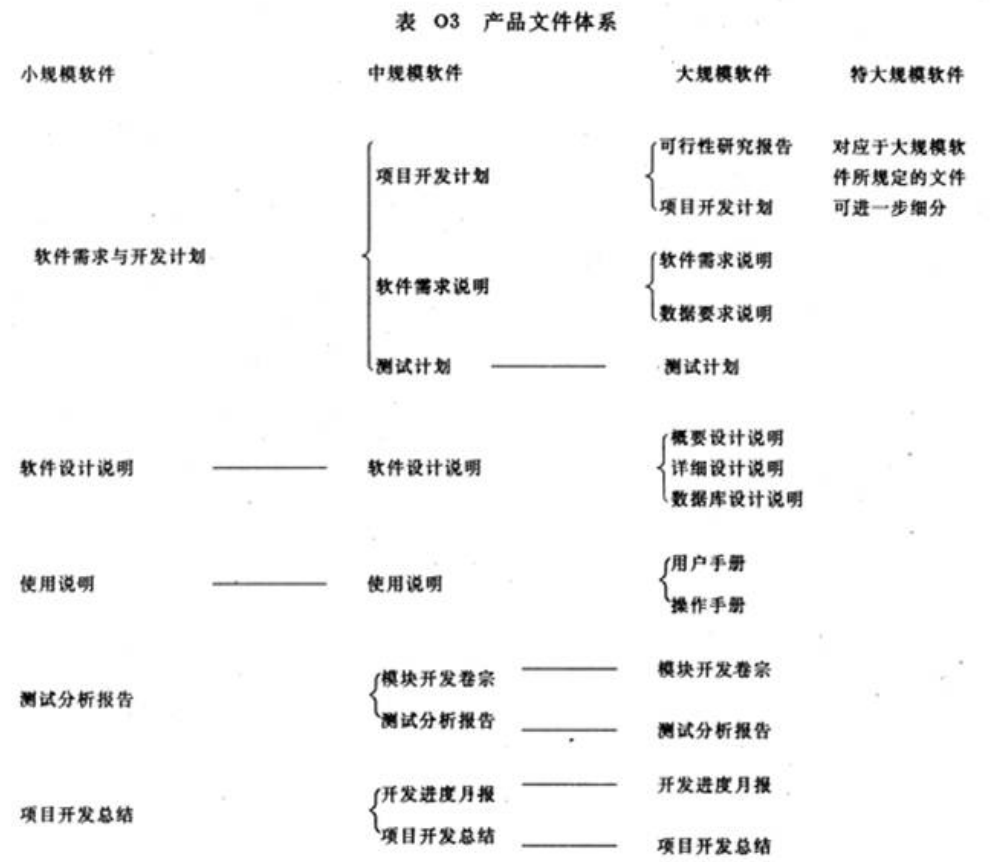 表 O3 产品文件体系
小规模软件 中规模软件 大规模软件 特大规模软件
可行性研究报告 对应于大规模软
项目开发计划 件所规定的文件
项目开发计划 可进一步细分
软件需求与开发计划 软件需求说明
软件需求说明
数据要求说明
测试计划 测试计划
概要设计说明
软件设计说明 软件设计说明 详细设计说明
数据库设计说明
用户手册
使用说明 使用说明
操作手册
模块开发卷宗 模块开发卷宗
测试分析报告
测试分析报告 测试分析报告
开发进度月报 开发进度月报
项目开发总结
项目开发总结 项目开发总结